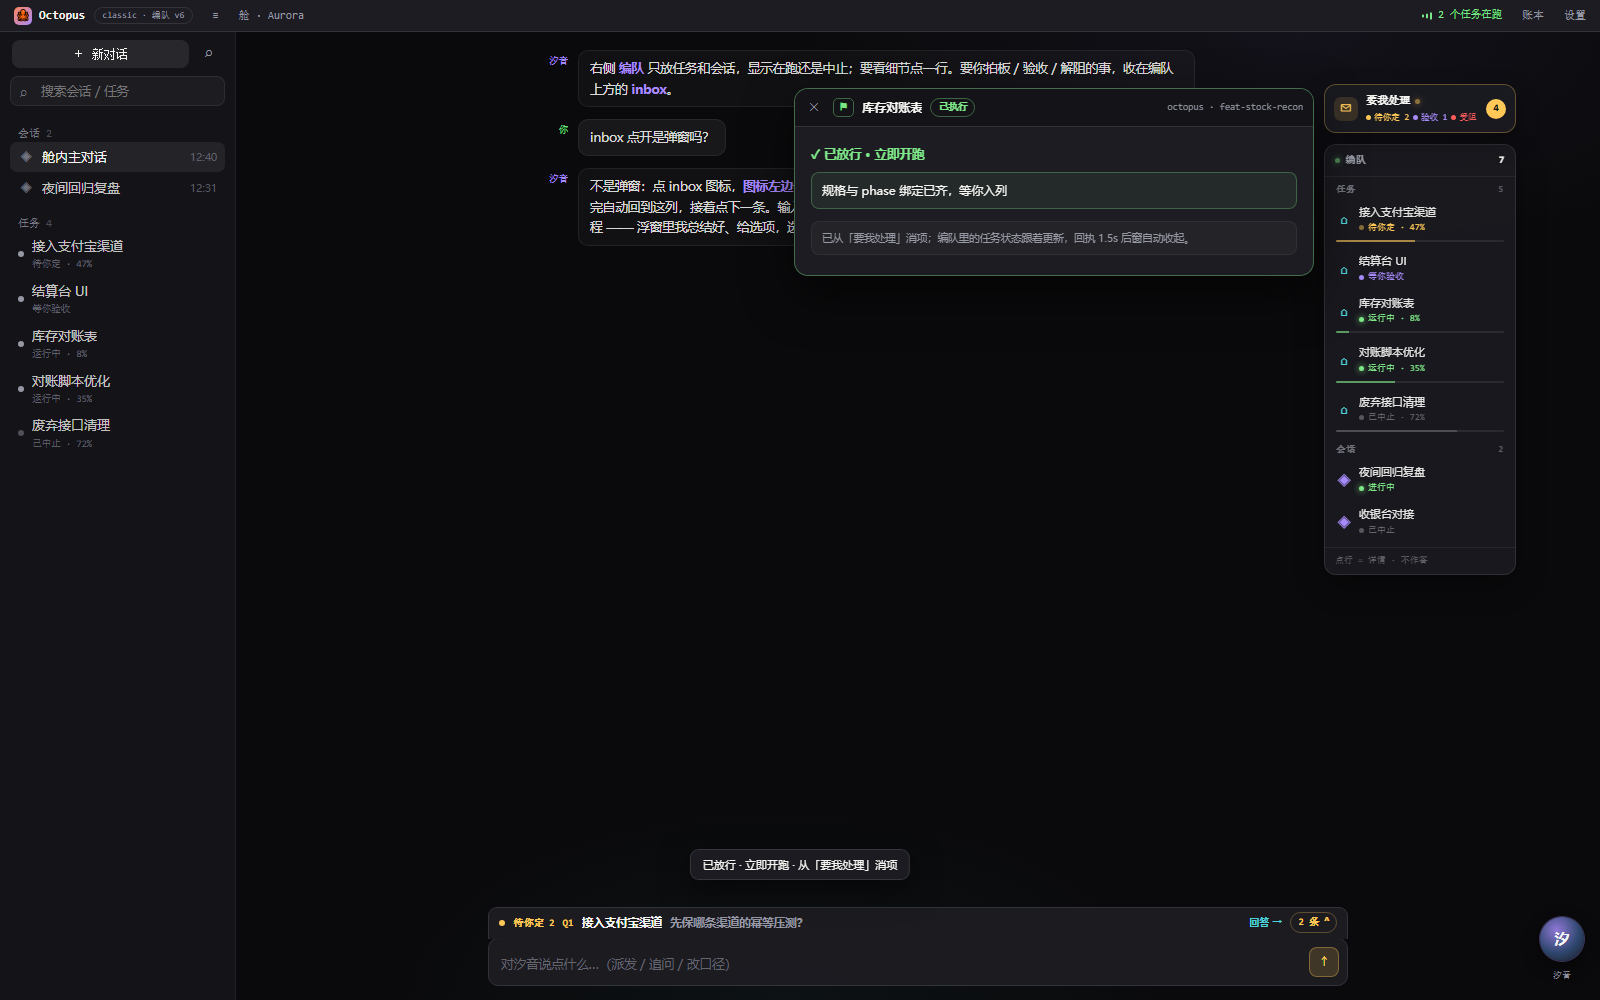 Octopus
classic · 编队 v6
≡
舱 · Aurora
2 个任务在跑
账本
设置
+ 新对话
搜索会话 / 任务
会话 2
舱内主对话 12:40
夜间回归复盘 12:31
任务 4
接入支付宝渠道
待你定 · 47%
结算台 UI
等你验收
库存对账表
运行中 · 8%
对账脚本优化
运行中 · 35%
废弃接口清理
已中止 · 72%
汐音
右侧 编队 只放任务和会话，显示在跑还是中止；要看细节点一行。要你拍板 / 验收 / 解阻的事，收在编队
上方的 inbox。
你
inbox 点开是弹窗吗？
汐音
不是弹窗：点 inbox 图标，图标左边
完自动回到这列，接着点下一条。输入
程 —— 浮窗里我总结好、给选项，选
× 库存对账表 已执行
octopus · feat-stock-recon
✓ 已放行 • 立即开跑
规格与 phase 绑定已齐，等你入列
已从「要我处理」消项；编队里的任务状态跟着更新，回执 1.5s 后窗自动收起。
要我处理
待你定 2 验收 1 受阻
4
编队 7
任务 5
接入支付宝渠道
待你定 · 47%
结算台 UI
等你验收
库存对账表
运行中 · 8%
对账脚本优化
运行中 · 35%
废弃接口清理
已中止 · 72%
会话 2
夜间回归复盘
进行中
收银台对接
已中止
点行 = 详情 · 不作答
已放行 · 立即开跑 · 从「要我处理」消项
待你定 2 Q1 接入支付宝渠道 先保哪条渠道的幂等压测？
回答 →
2 条 ^
对汐音说点什么…（派发 / 追问 / 改口径）
↑
汐
汐音